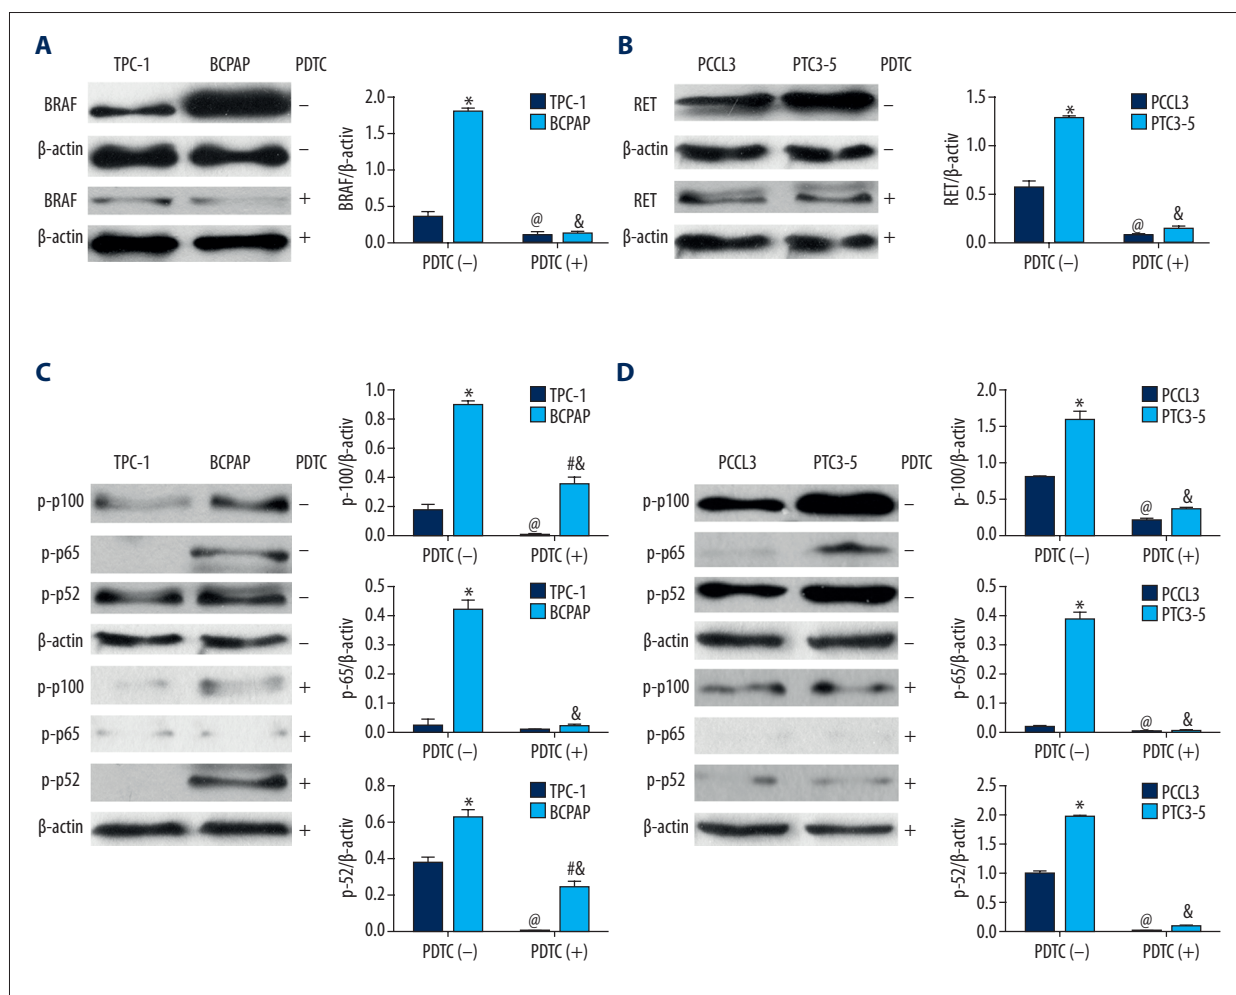 A
TPC-1 BCPAP PDTC
BRAF −
β-actin −
BRAF +
β-actin +
BRAF/β-activ
2.0
1.5
1.0
0.5
0.0
*
@
&
TPC-1
BCPAP
PDTC (−) PDTC (+)
B
PCCL3 PTC3-5 PDTC
RET −
β-actin −
RET +
β-actin +
RET/β-activ
1.5
1.0
0.5
0.0
*
@
&
PCCL3
PTC3-5
PDTC (−) PDTC (+)
C
TPC-1 BCPAP PDTC
p-p100 −
p-p65 −
p-p52 −
β-actin −
p-p100 +
p-p65 +
p-p52 +
β-actin +
p-100/β-activ
1.0
0.8
0.6
0.4
0.2
0.0
*
@
#&
TPC-1
BCPAP
PDTC (−) PDTC (+)
p-65/β-activ
0.5
0.4
0.3
0.2
0.1
0.0
*
&
TPC-1
BCPAP
PDTC (−) PDTC (+)
p-52/β-activ
0.8
0.6
0.4
0.2
0.0
*
@
#&
TPC-1
BCPAP
PDTC (−) PDTC (+)
D
PCCL3 PTC3-5 PDTC
p-p100 −
p-p65 −
p-p52 −
β-actin −
p-p100 +
p-p65 +
p-p52 +
β-actin +
p-100/β-activ
2.0
1.5
1.0
0.5
0.0
*
@
&
PCCL3
PTC3-5
PDTC (−) PDTC (+)
p-65/β-activ
0.5
0.4
0.3
0.2
0.1
0.0
*
@
&
PCCL3
PTC3-5
PDTC (−) PDTC (+)
p-52/β-activ
2.5
2.0
1.5
1.0
0.5
0.0
*
@
&
PCCL3
PTC3-5
PDTC (−) PDTC (+)